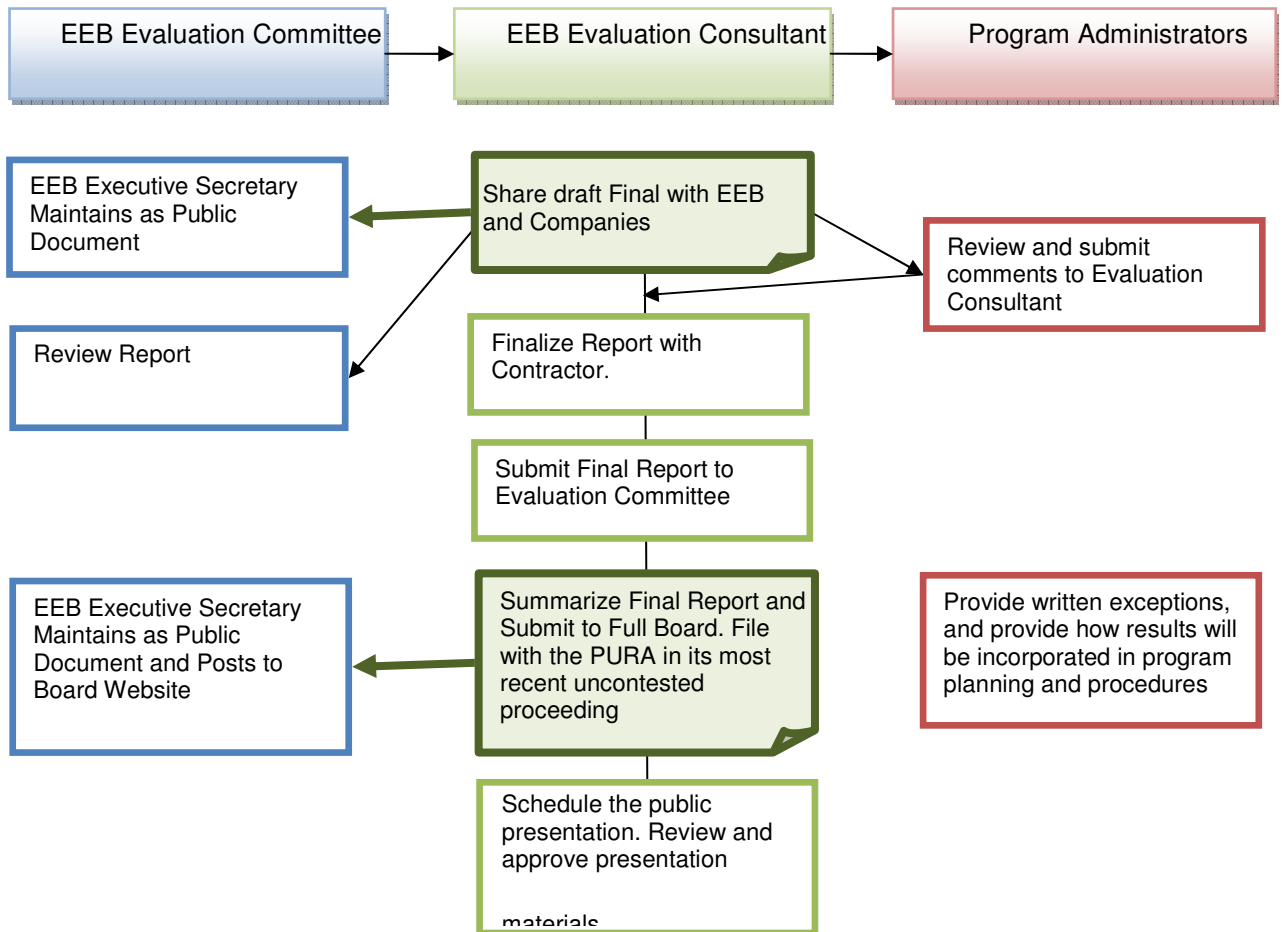 EEB Evaluation Committee
EEB Evaluation Consultant
Program Administrators
EEB Executive Secretary
Maintains as Public
Document
Share draft Final with EEB
and Companies
Review and submit
comments to Evaluation
Consultant
Review Report
Finalize Report with
Contractor.
Submit Final Report to
Evaluation Committee
EEB Executive Secretary
Maintains as Public
Document and Posts to
Board Website
Summarize Final Report and
Submit to Full Board. File
with the PURA in its most
recent uncontested
proceeding
Provide written exceptions,
and provide how results will
be incorporated in program
planning and procedures
Schedule the public
presentation. Review and
approve presentation
materials